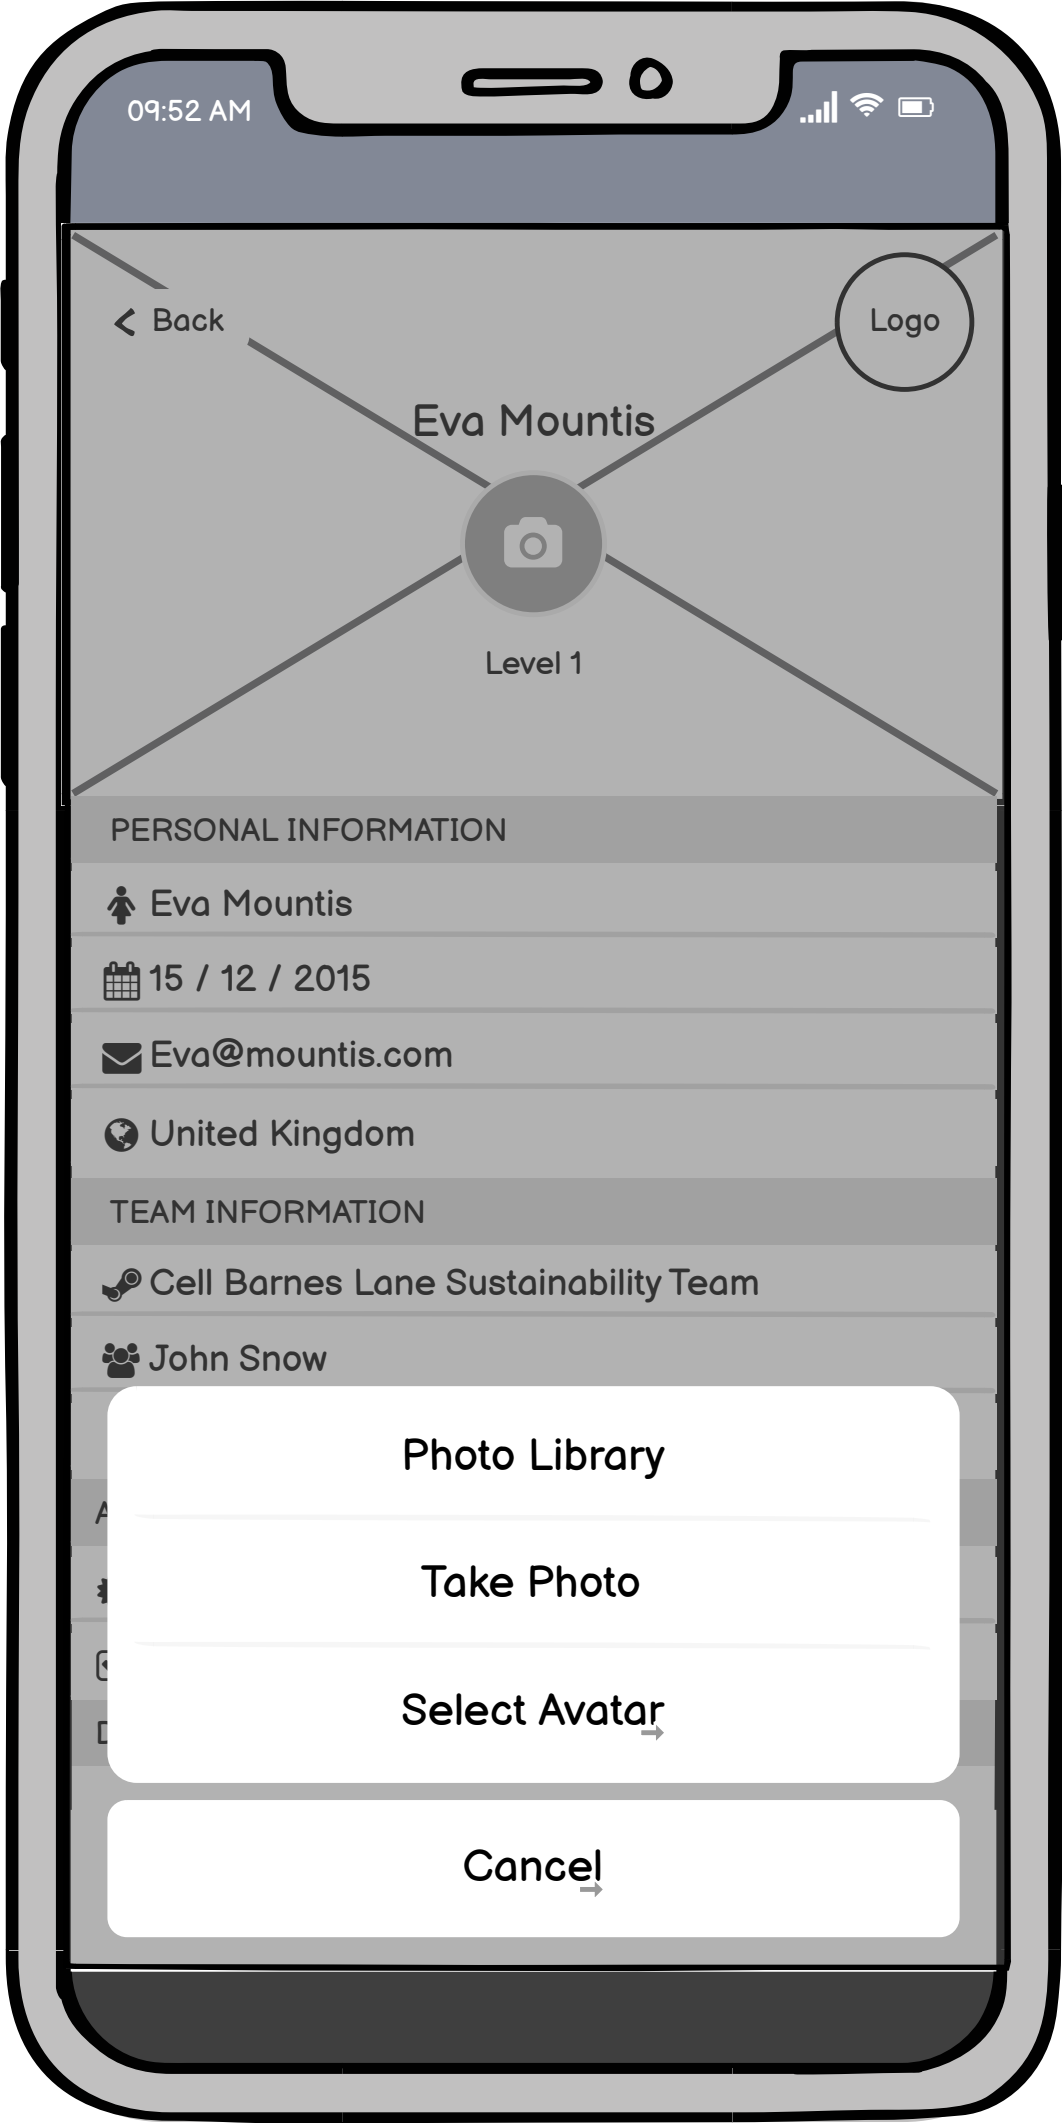 09:52 AM
Back
Logo
Eva Mountis
Level 1
PERSONAL INFORMATION
Eva Mountis
15 / 12 / 2015
Eva@mountis.com
United Kingdom
TEAM INFORMATION
Cell Barnes Lane Sustainability Team
John Snow
Photo Library
Take Photo
Select Avatar
Cancel